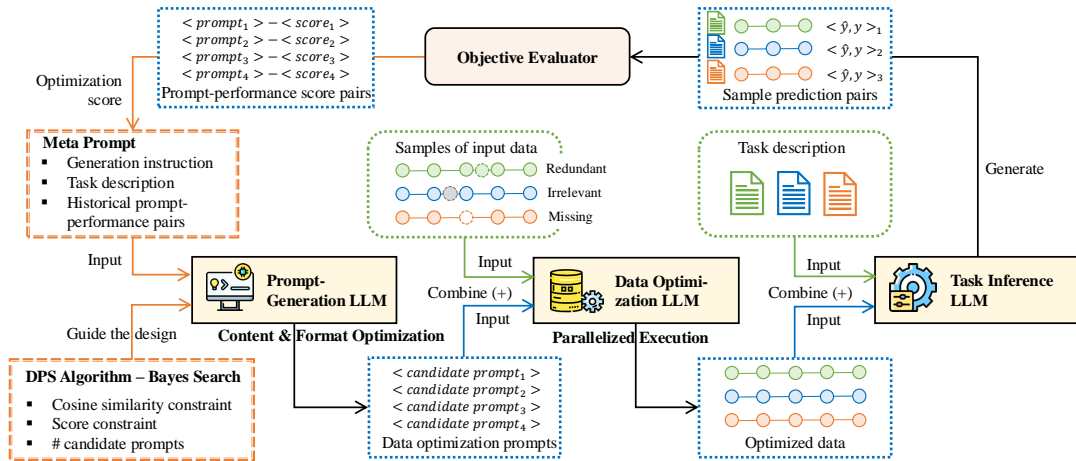 < prompt₁ > − < score₁ >
< prompt₂ > − < score₂ >
< prompt₃ > − < score₃ >
< prompt₄ > − < score₄ >
Prompt-performance score pairs
Objective Evaluator
< ŷ, y >₁
< ŷ, y >₂
< ŷ, y >₃
Sample prediction pairs
Optimization
score
Meta Prompt
▪ Generation instruction
▪ Task description
▪ Historical prompt-
performance pairs
Samples of input data
Redundant
Irrelevant
Missing
Task description
Generate
Input
Prompt-
Generation LLM
Content & Format Optimization
Guide the design
Input
Combine (+)
Input
Data Optimi-
zation LLM
Parallelized Execution
Input
Combine (+)
Input
Task Inference
LLM
DPS Algorithm – Bayes Search
▪ Cosine similarity constraint
▪ Score constraint
▪ # candidate prompts
< candidate prompt₁ >
< candidate prompt₂ >
< candidate prompt₃ >
< candidate prompt₄ >
Data optimization prompts
Optimized data